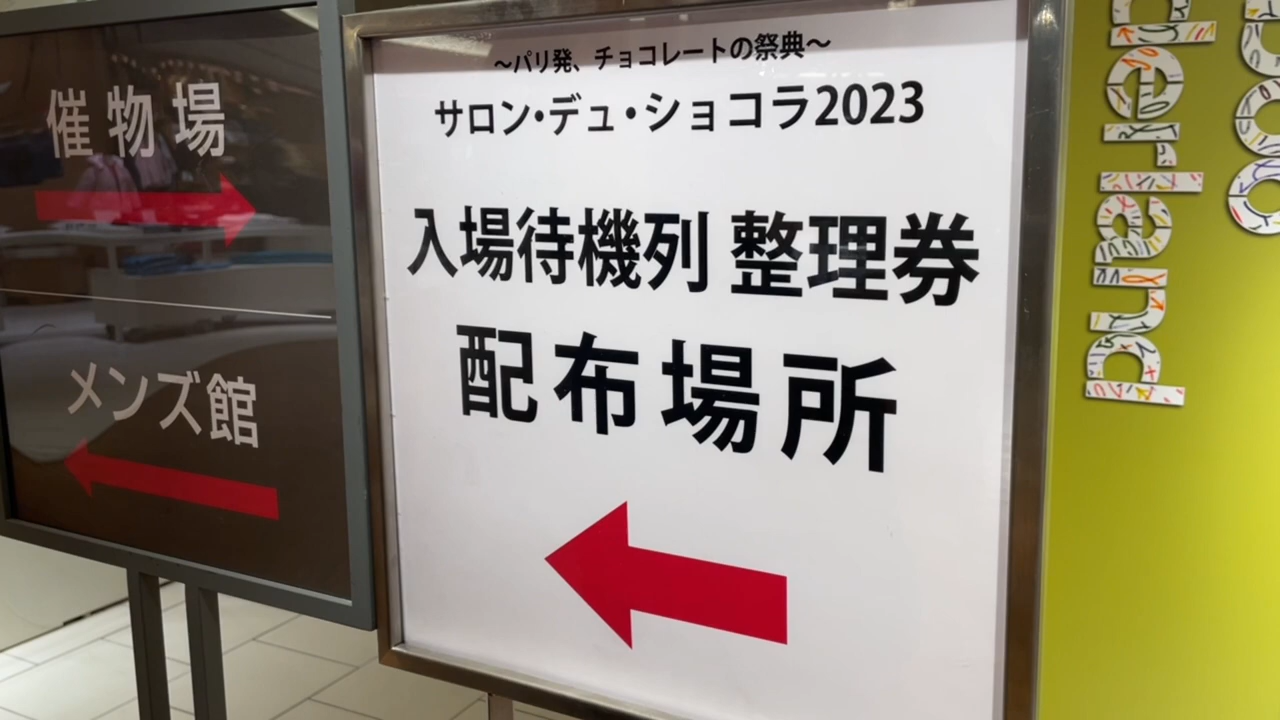 催物場
メンズ館
～パリ発、チョコレートの祭典～
サロン・デュ・ショコラ2023
入場待機列 整理券
配布場所
derland